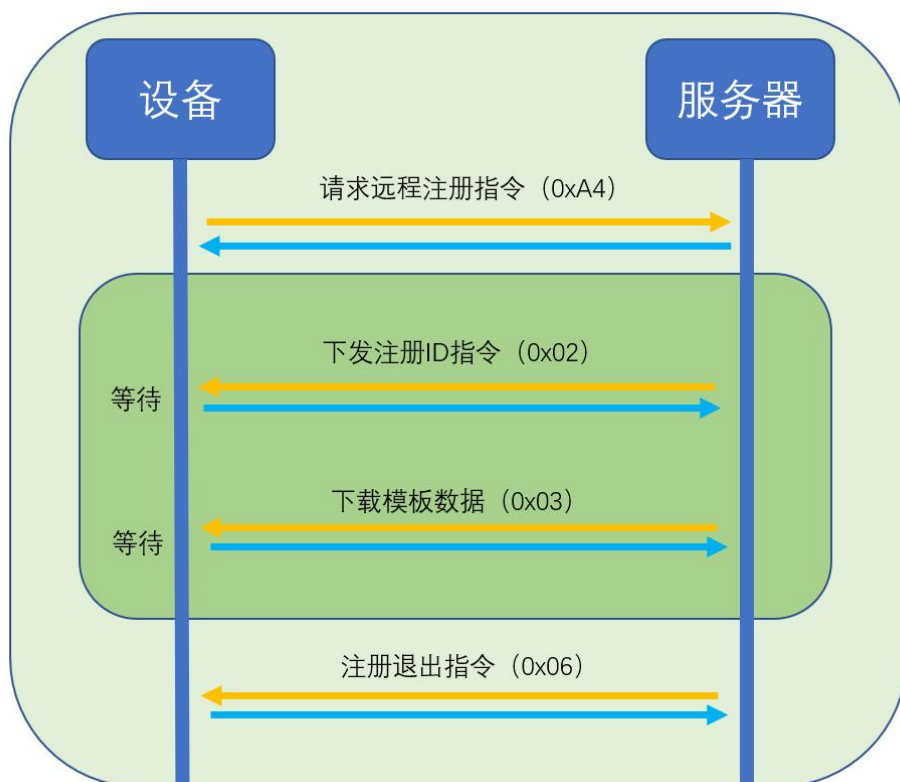 设备
服务器
请求远程注册指令（0xA4）
下发注册ID指令（0x02）
等待
下载模板数据（0x03）
等待
注册退出指令（0x06）